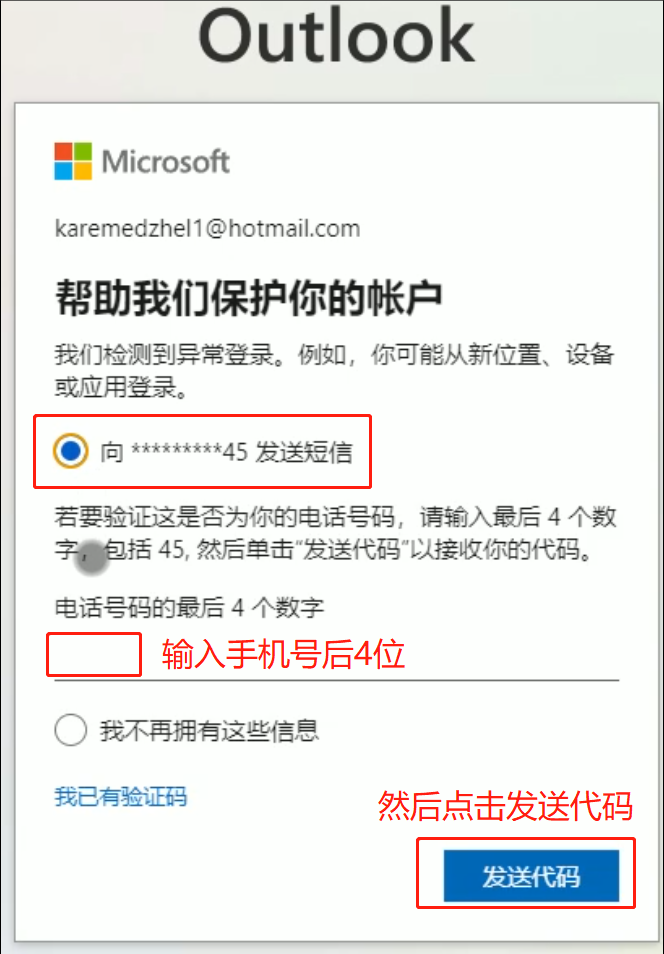 Outlook
Microsoft
karemedzhel1@hotmail.com
帮助我们保护你的帐户
我们检测到异常登录。例如，你可能从新位置、设备
或应用登录。
向 *********45 发送短信
若要验证这是否为你的电话号码，请输入最后 4 个数
字，包括 45, 然后单击“发送代码”以接收你的代码。
电话号码的最后 4 个数字
输入手机号后4位
我不再拥有这些信息
我已有验证码
然后点击发送代码
发送代码